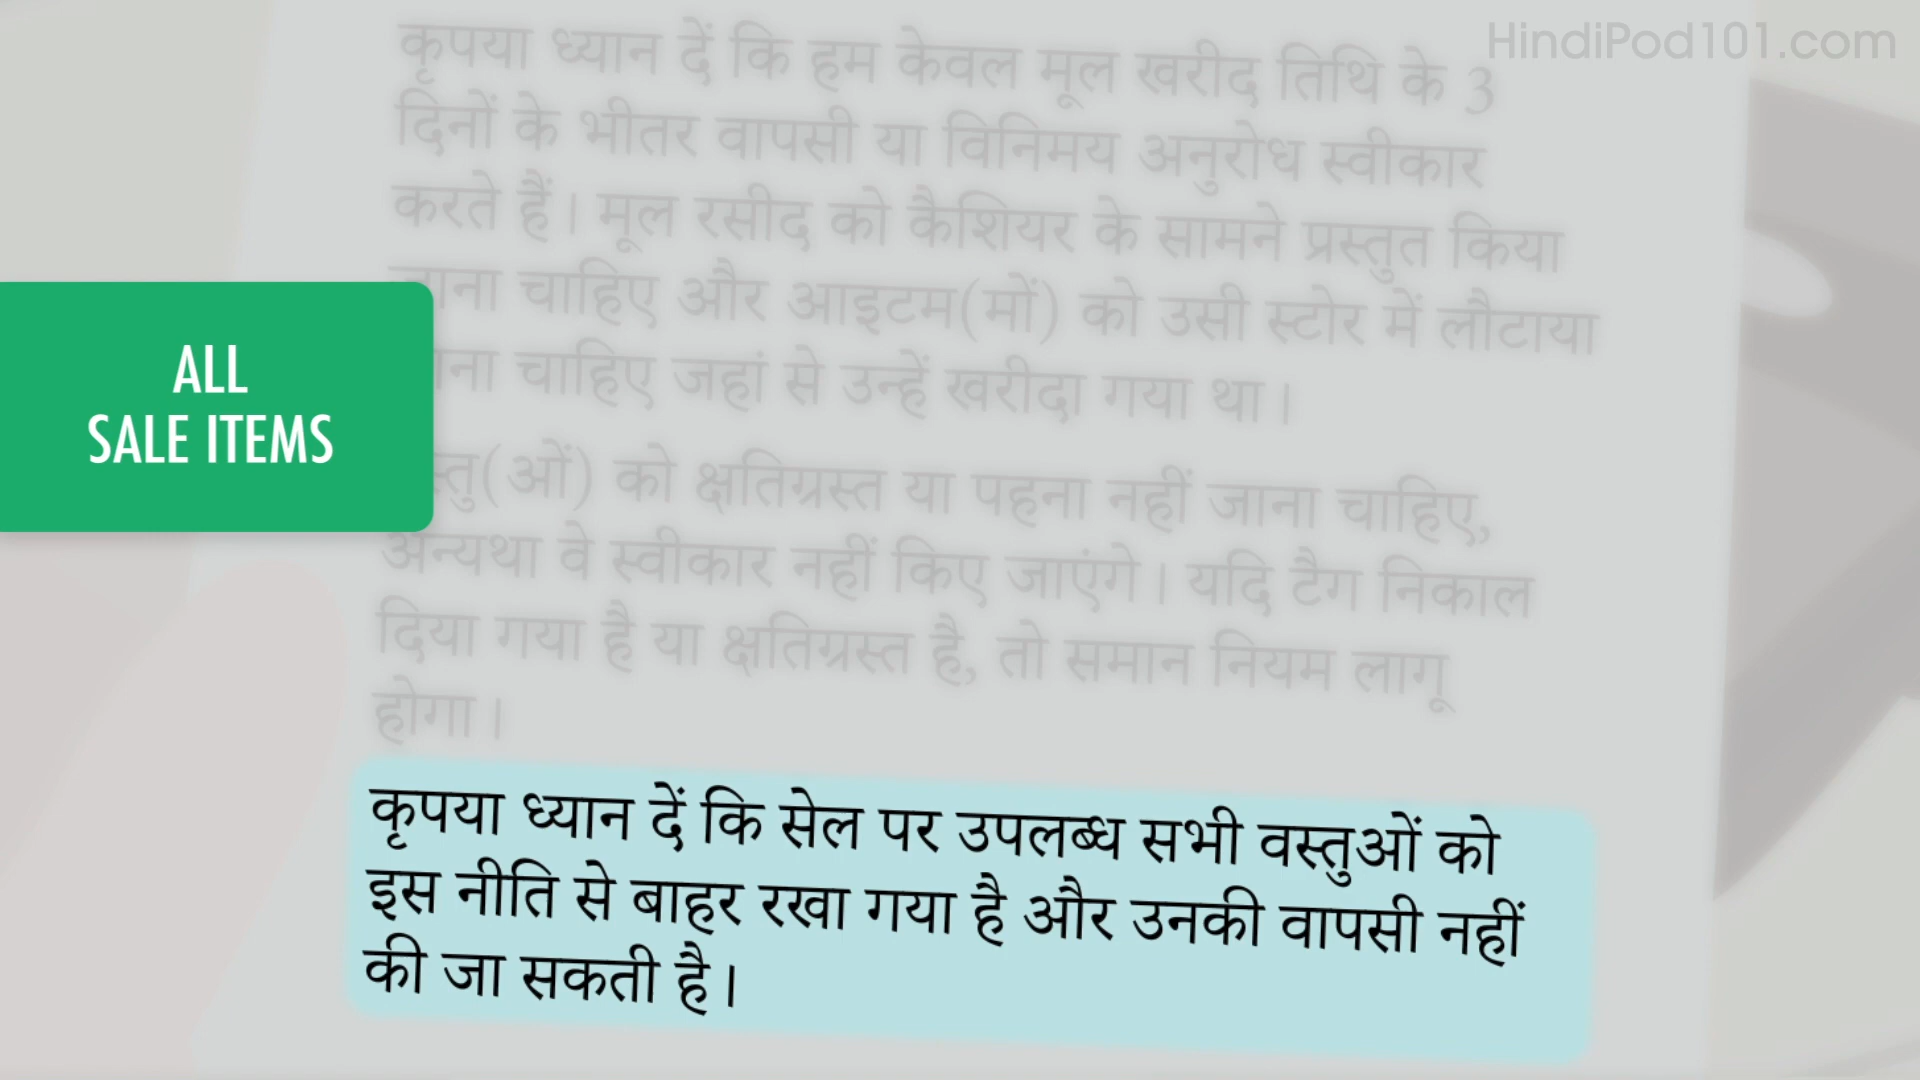 HindiPod101.com
कृपया ध्यान दें कि हम केवल मूल खरीद तिथि के 3
दिनों के भीतर वापसी या विनिमय अनुरोध स्वीकार
करते हैं। मूल रसीद को कैशियर के सामने प्रस्तुत किया
चाहिए और आइटम(मों) को उसी स्टोर में लौटाया
चाहिए जहां से उन्हें खरीदा गया था।
ALL
SALE ITEMS
को क्षतिग्रस्त या पहना नहीं जाना चाहिए,
अन्यथा वे स्वीकार नहीं किए जाएंगे। यदि टैग निकाल
दिया गया है या क्षतिग्रस्त है, तो समान नियम लागू
होगा।
कृपया ध्यान दें कि सेल पर उपलब्ध सभी वस्तुओं को
इस नीति से बाहर रखा गया है और उनकी वापसी नहीं
की जा सकती है।